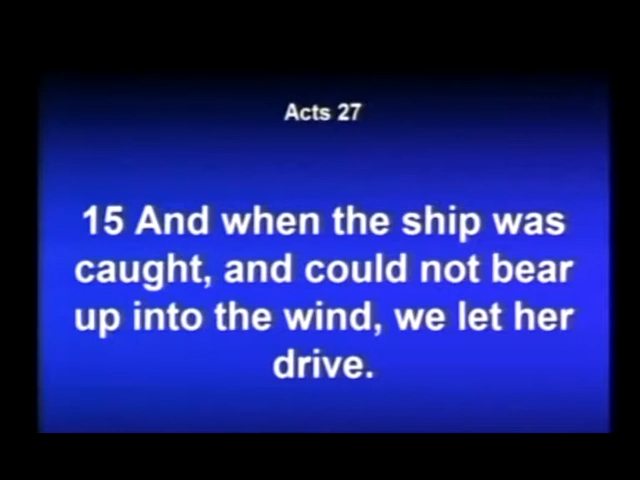 Acts 27
15 And when the ship was
caught, and could not bear
up into the wind, we let her
drive.